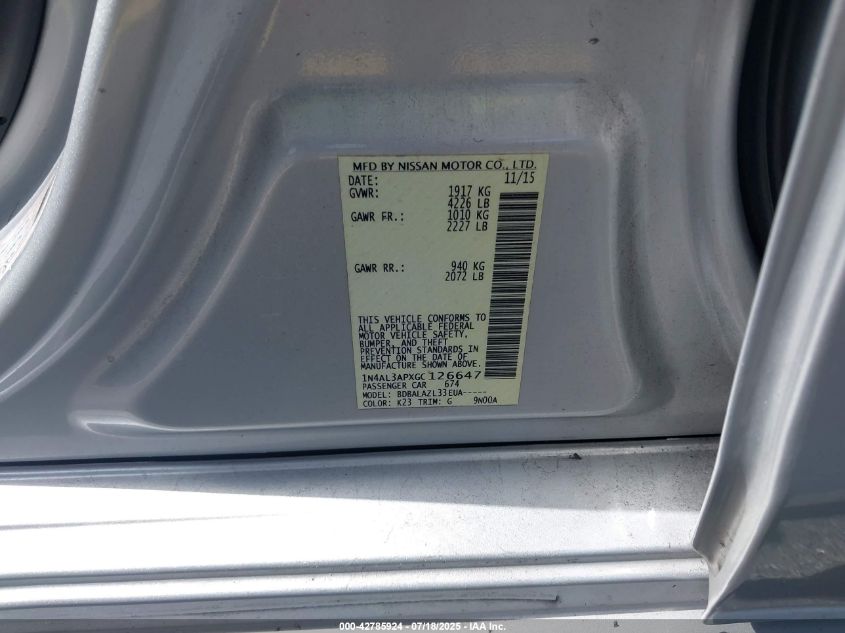 MFD BY NISSAN MOTOR CO., LTD.
DATE: 11/15
GVWR: 1917 KG
4226 LB
GAWR FR.: 1010 KG
2227 LB
GAWR RR.: 940 KG
2072 LB
THIS VEHICLE CONFORMS TO
ALL APPLICABLE FEDERAL
MOTOR VEHICLE SAFETY,
BUMPER, AND THEFT
PREVENTION STANDARDS IN
EFFECT ON THE DATE OF
MANUFACTURE SHOWN ABOVE.
1N4AL3APXGC126647
PASSENGER CAR 674
MODEL: BDBALAZL33EUA-----
COLOR: K23 TRIM: G 9N00A
000-42785924 - 07/18/2025 - IAAI.COM